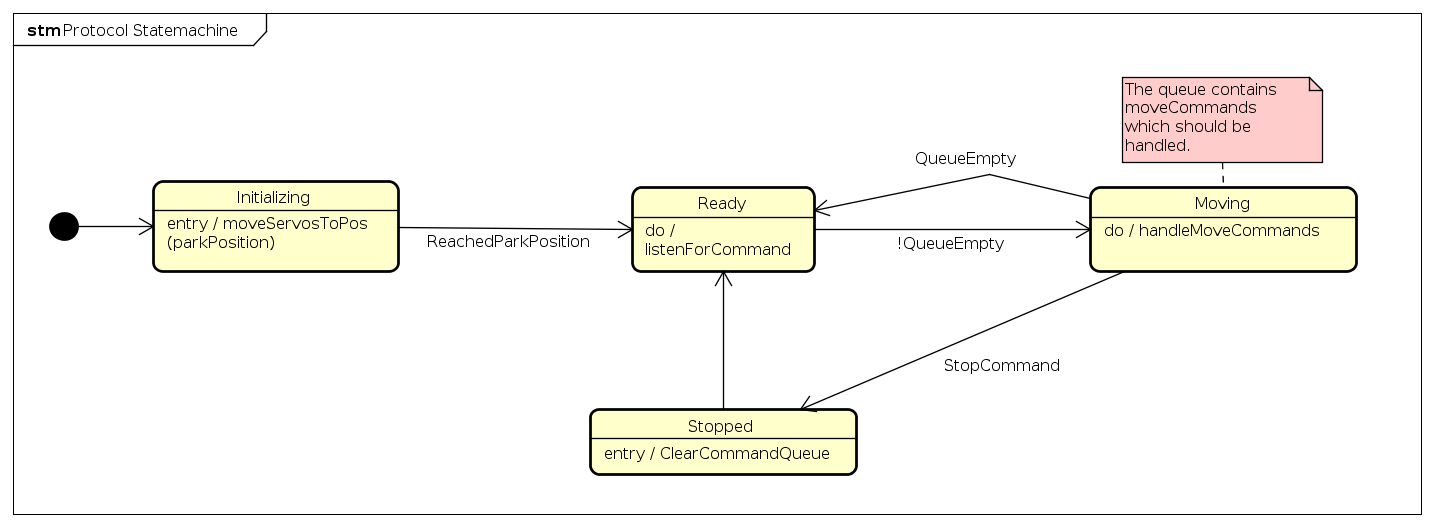 stm Protocol Statemachine
The queue contains
moveCommands
which should be
handled.
QueueEmpty
Initializing
entry / moveServosToPos
(parkPosition)
ReachedParkPosition
Ready
do /
listenForCommand
!QueueEmpty
Moving
do / handleMoveCommands
StopCommand
Stopped
entry / ClearCommandQueue